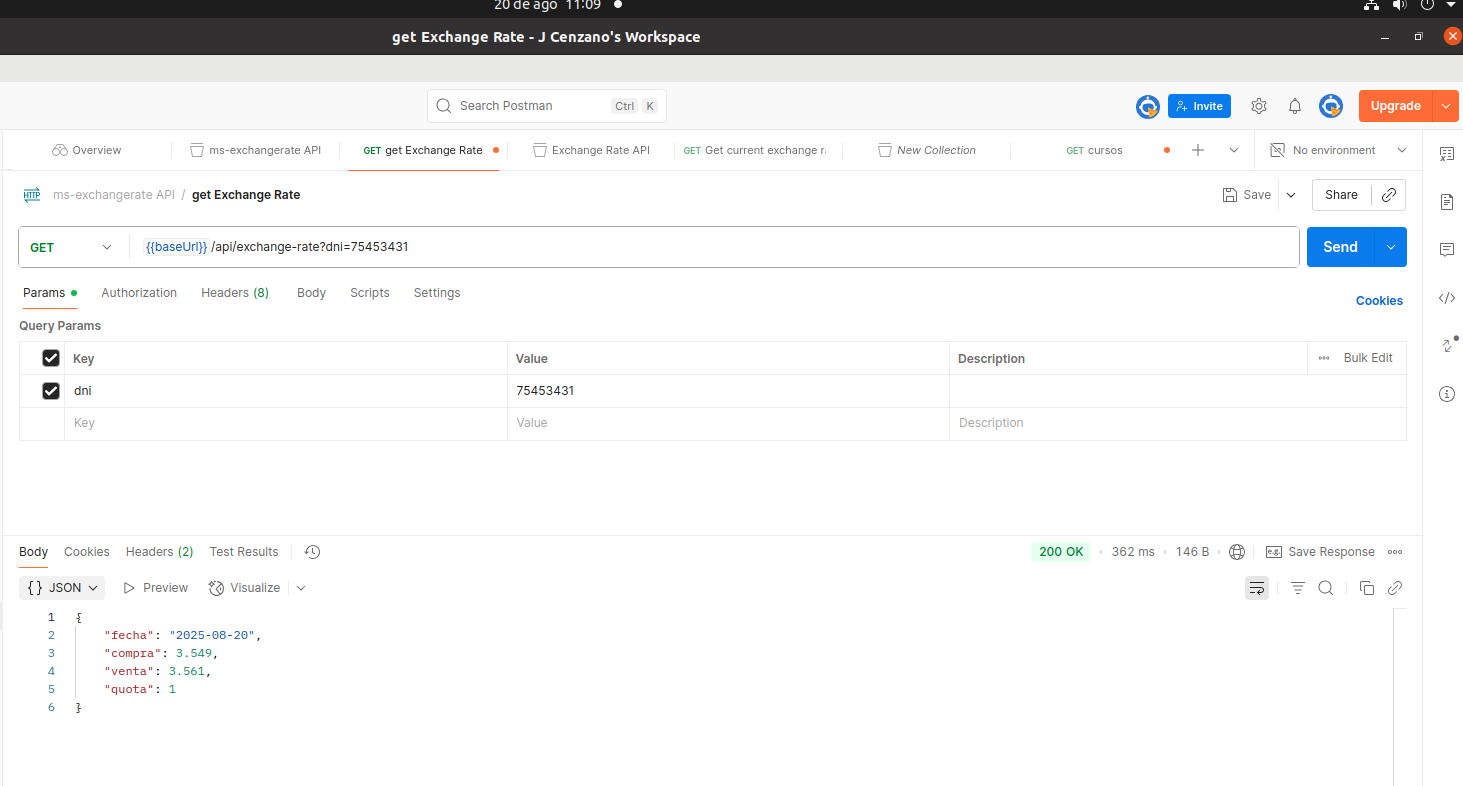 20 de ago 11:09
get Exchange Rate - J Cenzano's Workspace
Search Postman Ctrl K
Invite
Upgrade
Overview
ms-exchangerate API
GET get Exchange Rate
Exchange Rate API
GET Get current exchange r
New Collection
GET cursos
No environment
HTTP ms-exchangerate API / get Exchange Rate
Save
Share
GET {{baseUrl}} /api/exchange-rate?dni=75453431
Send
Params Authorization Headers (8) Body Scripts Settings
Cookies
Query Params
Key Value Description Bulk Edit
dni 75453431
Key Value Description
Body Cookies Headers (2) Test Results
200 OK 362 ms 146 B e.g. Save Response
{} JSON Preview Visualize
1 {
2 "fecha": "2025-08-20",
3 "compra": 3.549,
4 "venta": 3.561,
5 "quota": 1
6 }